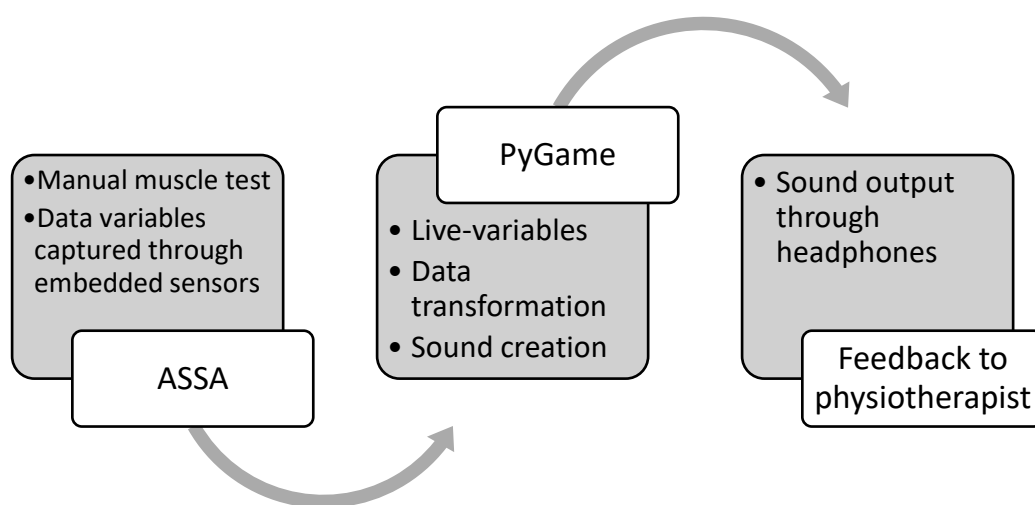 •Manual muscle test
•Data variables
captured through
embedded sensors
ASSA
PyGame
• Live-variables
• Data
transformation
• Sound creation
• Sound output
through
headphones
Feedback to
physiotherapist